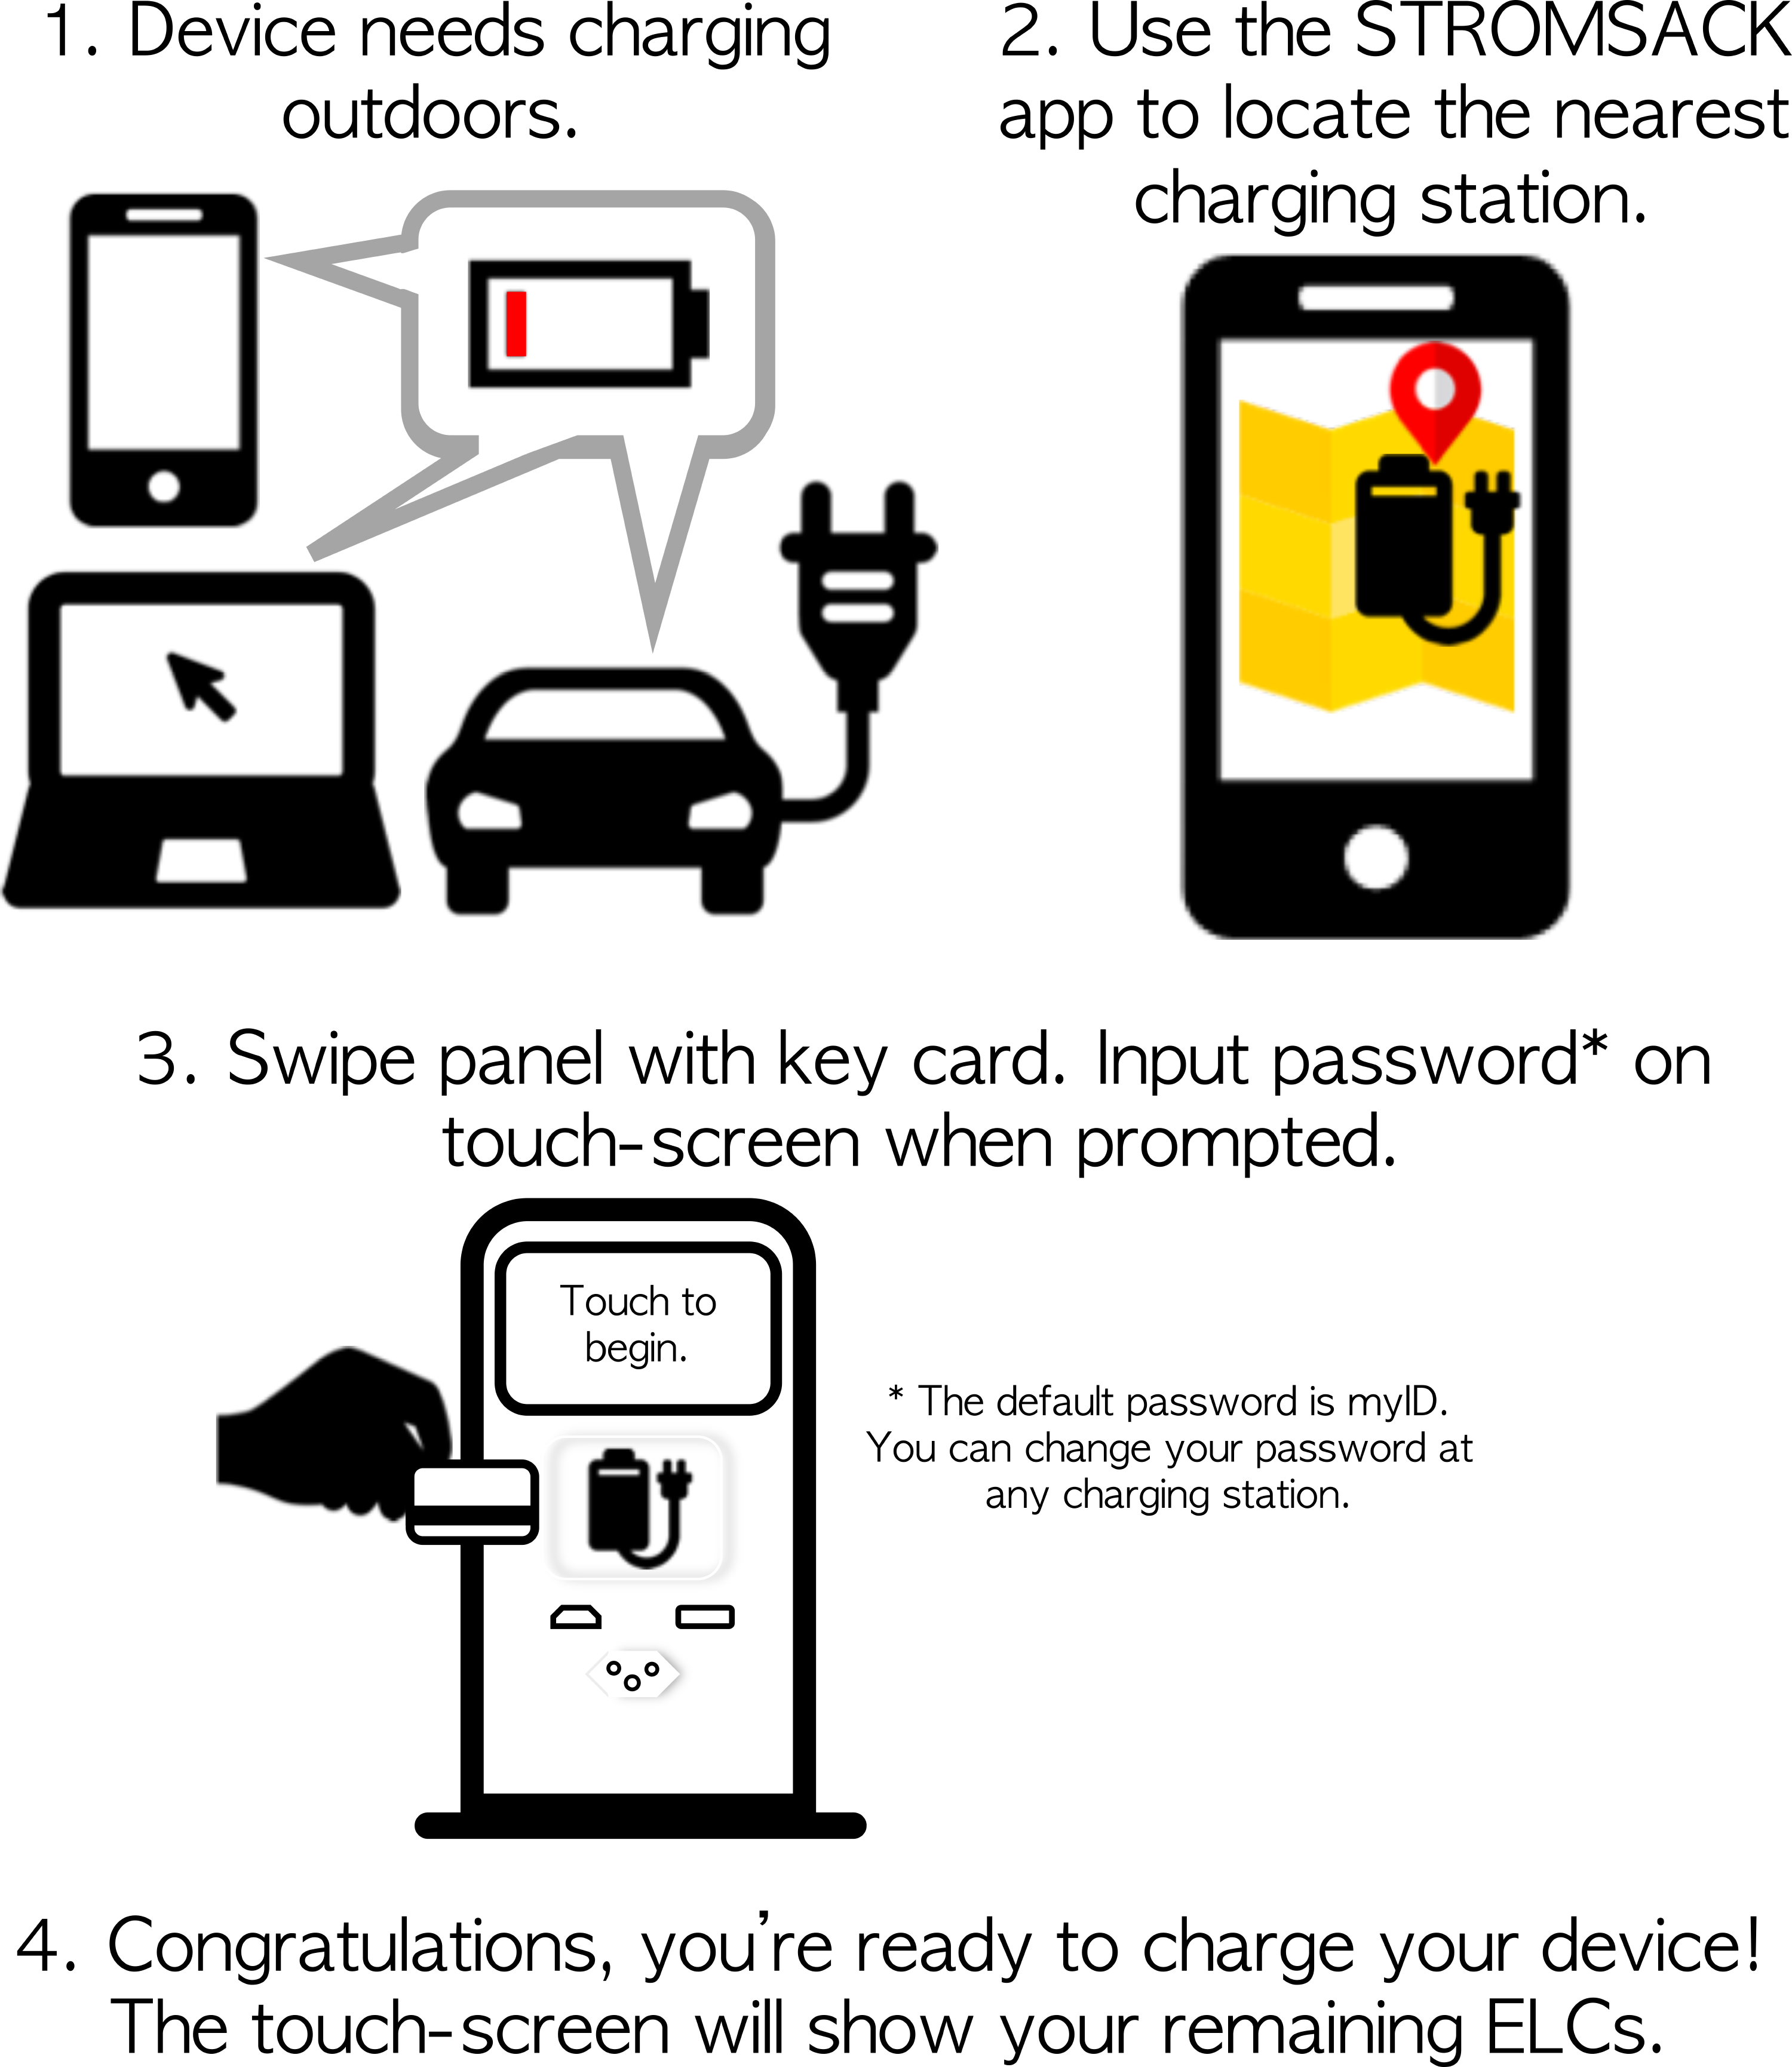 1. Device needs charging
outdoors.
2. Use the STROMSACK
app to locate the nearest
charging station.
3. Swipe panel with key card. Input password* on
touch-screen when prompted.
Touch to
begin.
* The default password is myID.
You can change your password at
any charging station.
4. Congratulations, you’re ready to charge your device!
The touch-screen will show your remaining ELCs.